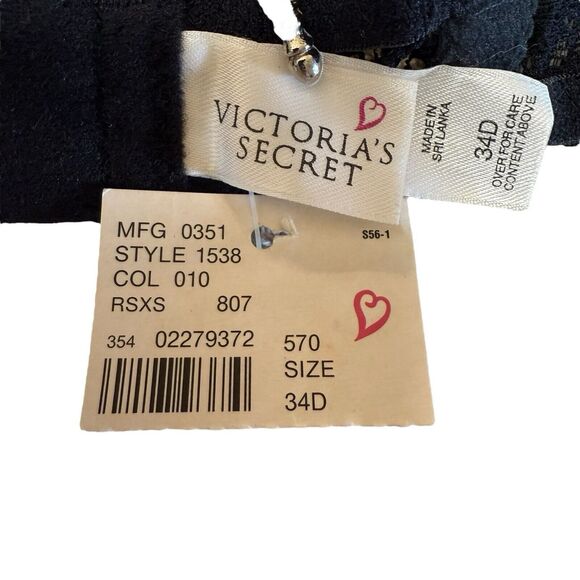 VICTORIA'S
SECRET
MADE IN
SRI LANKA
34D
OVER FOR CARE
CONTENT ABOVE
MFG 0351
STYLE 1538
COL 010
RSXS 807
S56-1
354 02279372
570
SIZE
34D